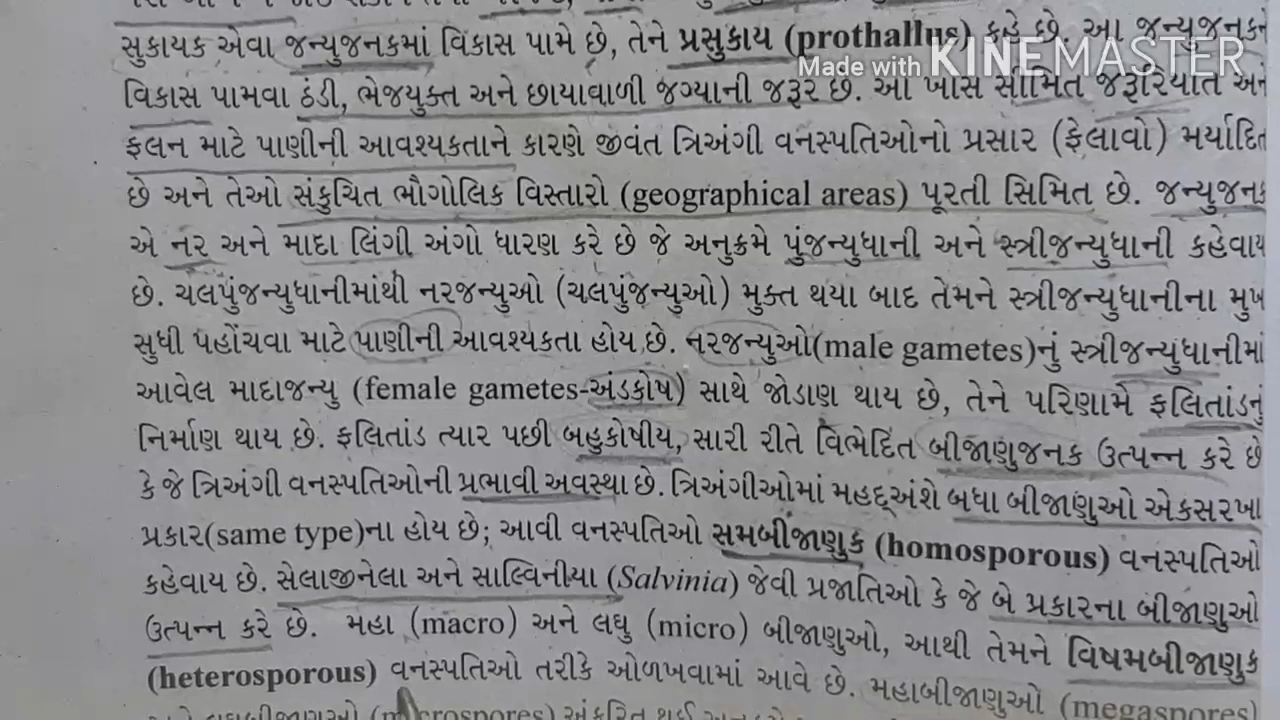 સુકાયક એવા જન્યુજનકમાં વિકાસ પામે છે, તેને પ્રસુકાય (prothallus) કહે છે. આ જન્યુજનકને
Made with KINEMASTER
વિકાસ પામવા ઠંડી, ભેજયુક્ત અને છાયાવાળી જગ્યાની જરૂર છે. આ ખાસ સીમિત જરૂરિયાત અને
ફલન માટે પાણીની આવશ્યકતાને કારણે જીવંત ત્રિઅંગી વનસ્પતિઓનો પ્રસાર (ફેલાવો) મર્યાદિત
છે અને તેઓ સંકુચિત ભૌગોલિક વિસ્તારો (geographical areas) પૂરતી સિમિત છે. જન્યુજનક
એ નર અને માદા લિંગી અંગો ધારણ કરે છે જે અનુક્રમે પુંજન્યુધાની અને સ્ત્રીજન્યુધાની કહેવાય
છે. ચલપુંજન્યુધાનીમાંથી નરજન્યુઓ (ચલપુંજન્યુઓ) મુક્ત થયા બાદ તેમને સ્ત્રીજન્યુધાનીના મુખ
સુધી પહોંચવા માટે પાણીની આવશ્યકતા હોય છે. નરજન્યુઓ(male gametes)નું સ્ત્રીજન્યુધાનીમાં
આવેલ માદાજન્યુ (female gametes-અંડકોષ) સાથે જોડાણ થાય છે, તેને પરિણામે ફલિતાંડનું
નિર્માણ થાય છે. ફલિતાંડ ત્યાર પછી બહુકોષીય, સારી રીતે વિભેદિત બીજાણુજનક ઉત્પન્ન કરે છે
કે જે ત્રિઅંગી વનસ્પતિઓની પ્રભાવી અવસ્થા છે. ત્રિઅંગીઓમાં મહદ્અંશે બધા બીજાણુઓ એકસરખા
પ્રકાર(same type)ના હોય છે; આવી વનસ્પતિઓ સમબીજાણુક (homosporous) વનસ્પતિઓ
કહેવાય છે. સેલાજીનેલા અને સાલ્વિનીયા (Salvinia) જેવી પ્રજાતિઓ કે જે બે પ્રકારના બીજાણુઓ
ઉત્પન્ન કરે છે. મહા (macro) અને લઘુ (micro) બીજાણુઓ, આથી તેમને વિષમબીજાણુક
(heterosporous) વનસ્પતિઓ તરીકે ઓળખવામાં આવે છે. મહાબીજાણુઓ (megaspores)